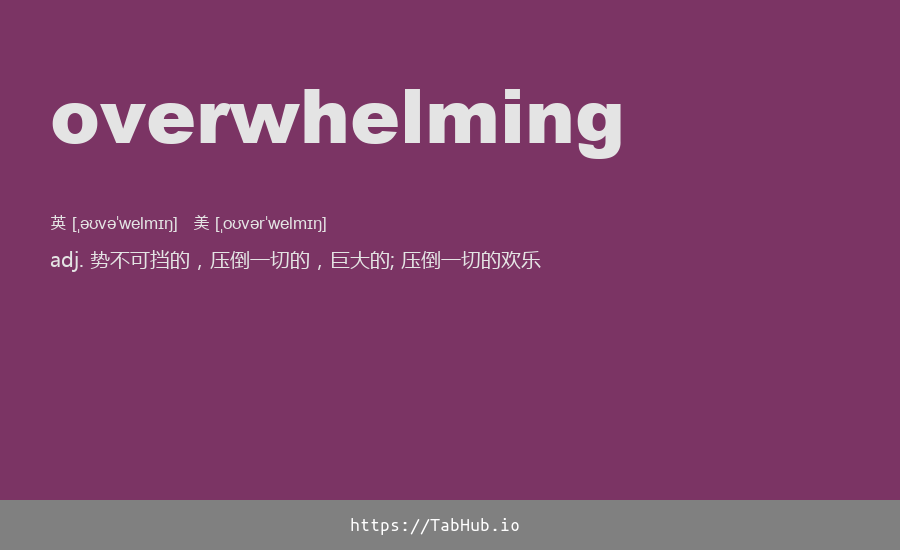 overwhelming
英 [ˌəʊvəˈwelmɪŋ] 美 [ˌoʊvərˈwelmɪŋ]
adj. 势不可挡的，压倒一切的，巨大的; 压倒一切的欢乐
https://TabHub.io